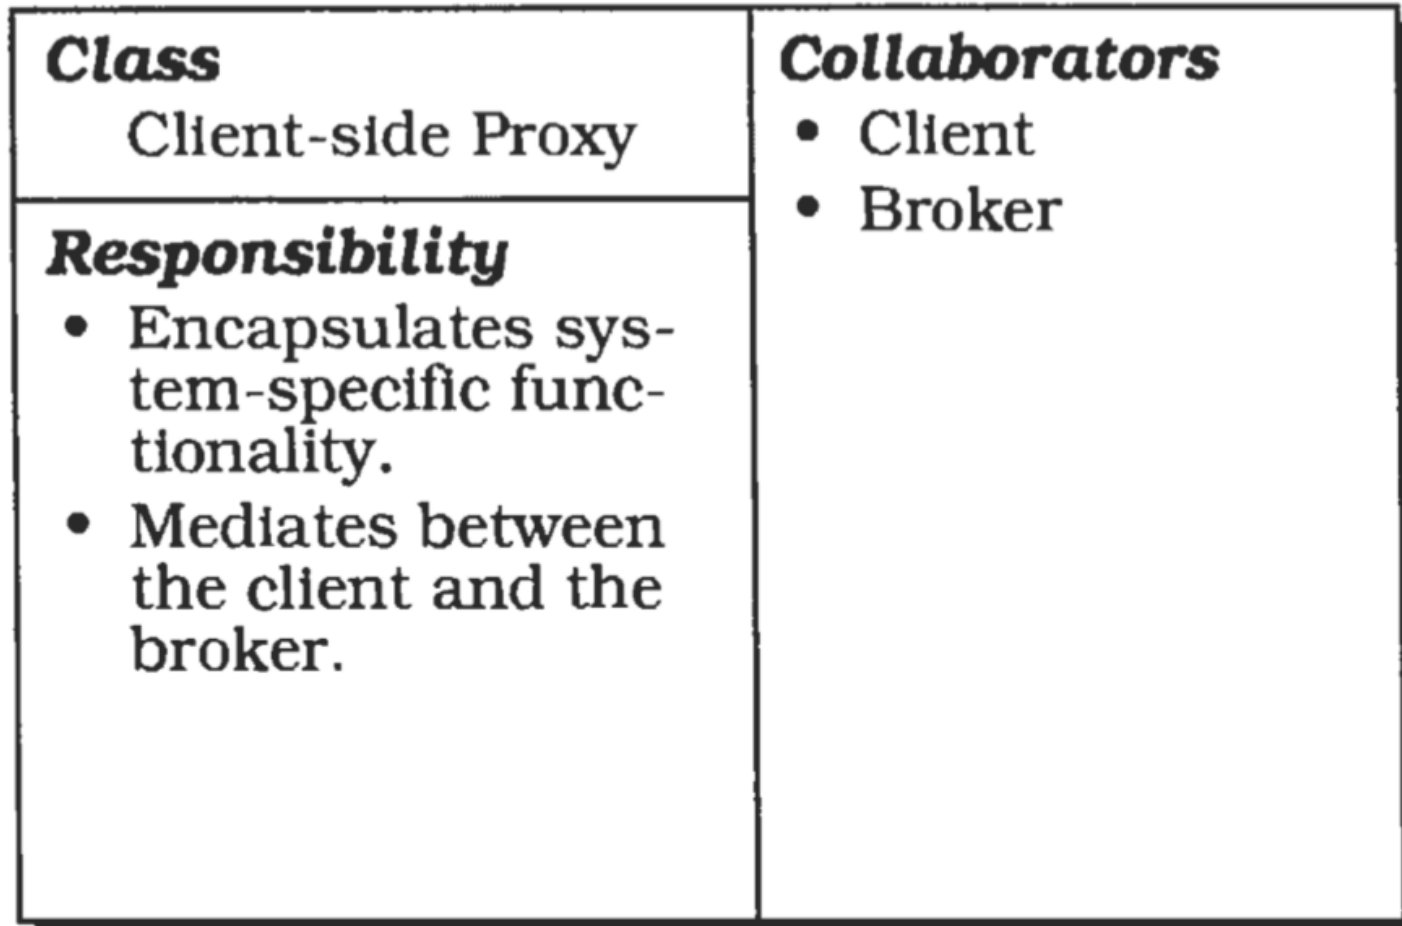 Class
Client-side Proxy
Responsibility
• Encapsulates sys-
tem-specific func-
tionality.
• Mediates between
the client and the
broker.
Collaborators
• Client
• Broker